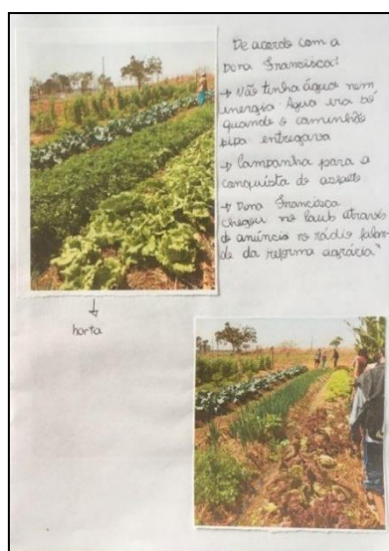 De acordo com a
Dona Francisca:
→ Não tinha água nem
energia. Água era só
quando o caminhão
pipa entregava
→ Campanha para a
conquista do asfalto
→ Dona Francisca
chegou no através
de anúncio no rádio falan-
do da reforma agrária"
horta